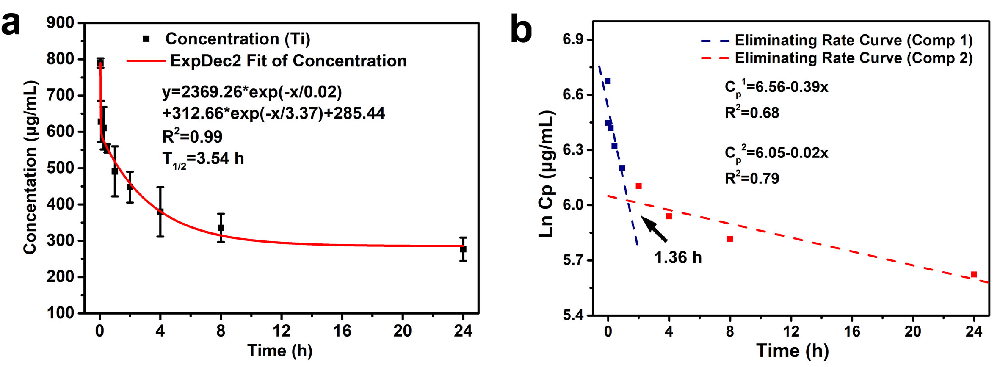 a
900
800
700
600
500
400
300
200
100
0
4
8
12
16
20
24
Concentration (µg/mL)
Time (h)
Concentration (Ti)
ExpDec2 Fit of Concentration
y=2369.26*exp(-x/0.02)
+312.66*exp(-x/3.37)+285.44
R²=0.99
T1/2=3.54 h
b
6.9
6.6
6.3
6.0
5.7
5.4
0
4
8
12
16
20
24
Ln Cp (µg/mL)
Time (h)
Eliminating Rate Curve (Comp 1)
Eliminating Rate Curve (Comp 2)
Cp¹=6.56-0.39x
R²=0.68
Cp²=6.05-0.02x
R²=0.79
1.36 h